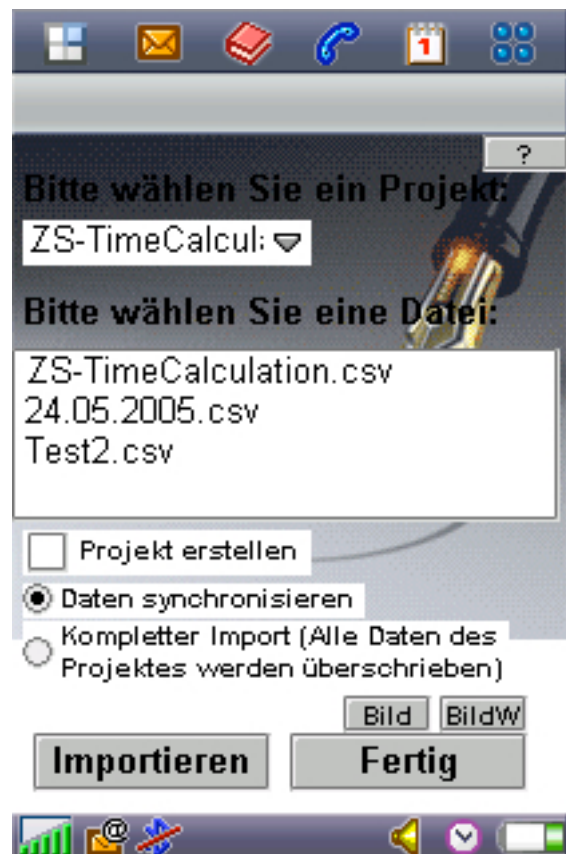 1
?
Bitte wählen Sie ein Projekt:
ZS-TimeCalcul
Bitte wählen Sie eine Datei:
ZS-TimeCalculation.csv
24.05.2005.csv
Test2.csv
Projekt erstellen
Daten synchronisieren
Kompletter Import (Alle Daten des
Projektes werden überschrieben)
Bild BildW
Importieren Fertig
@